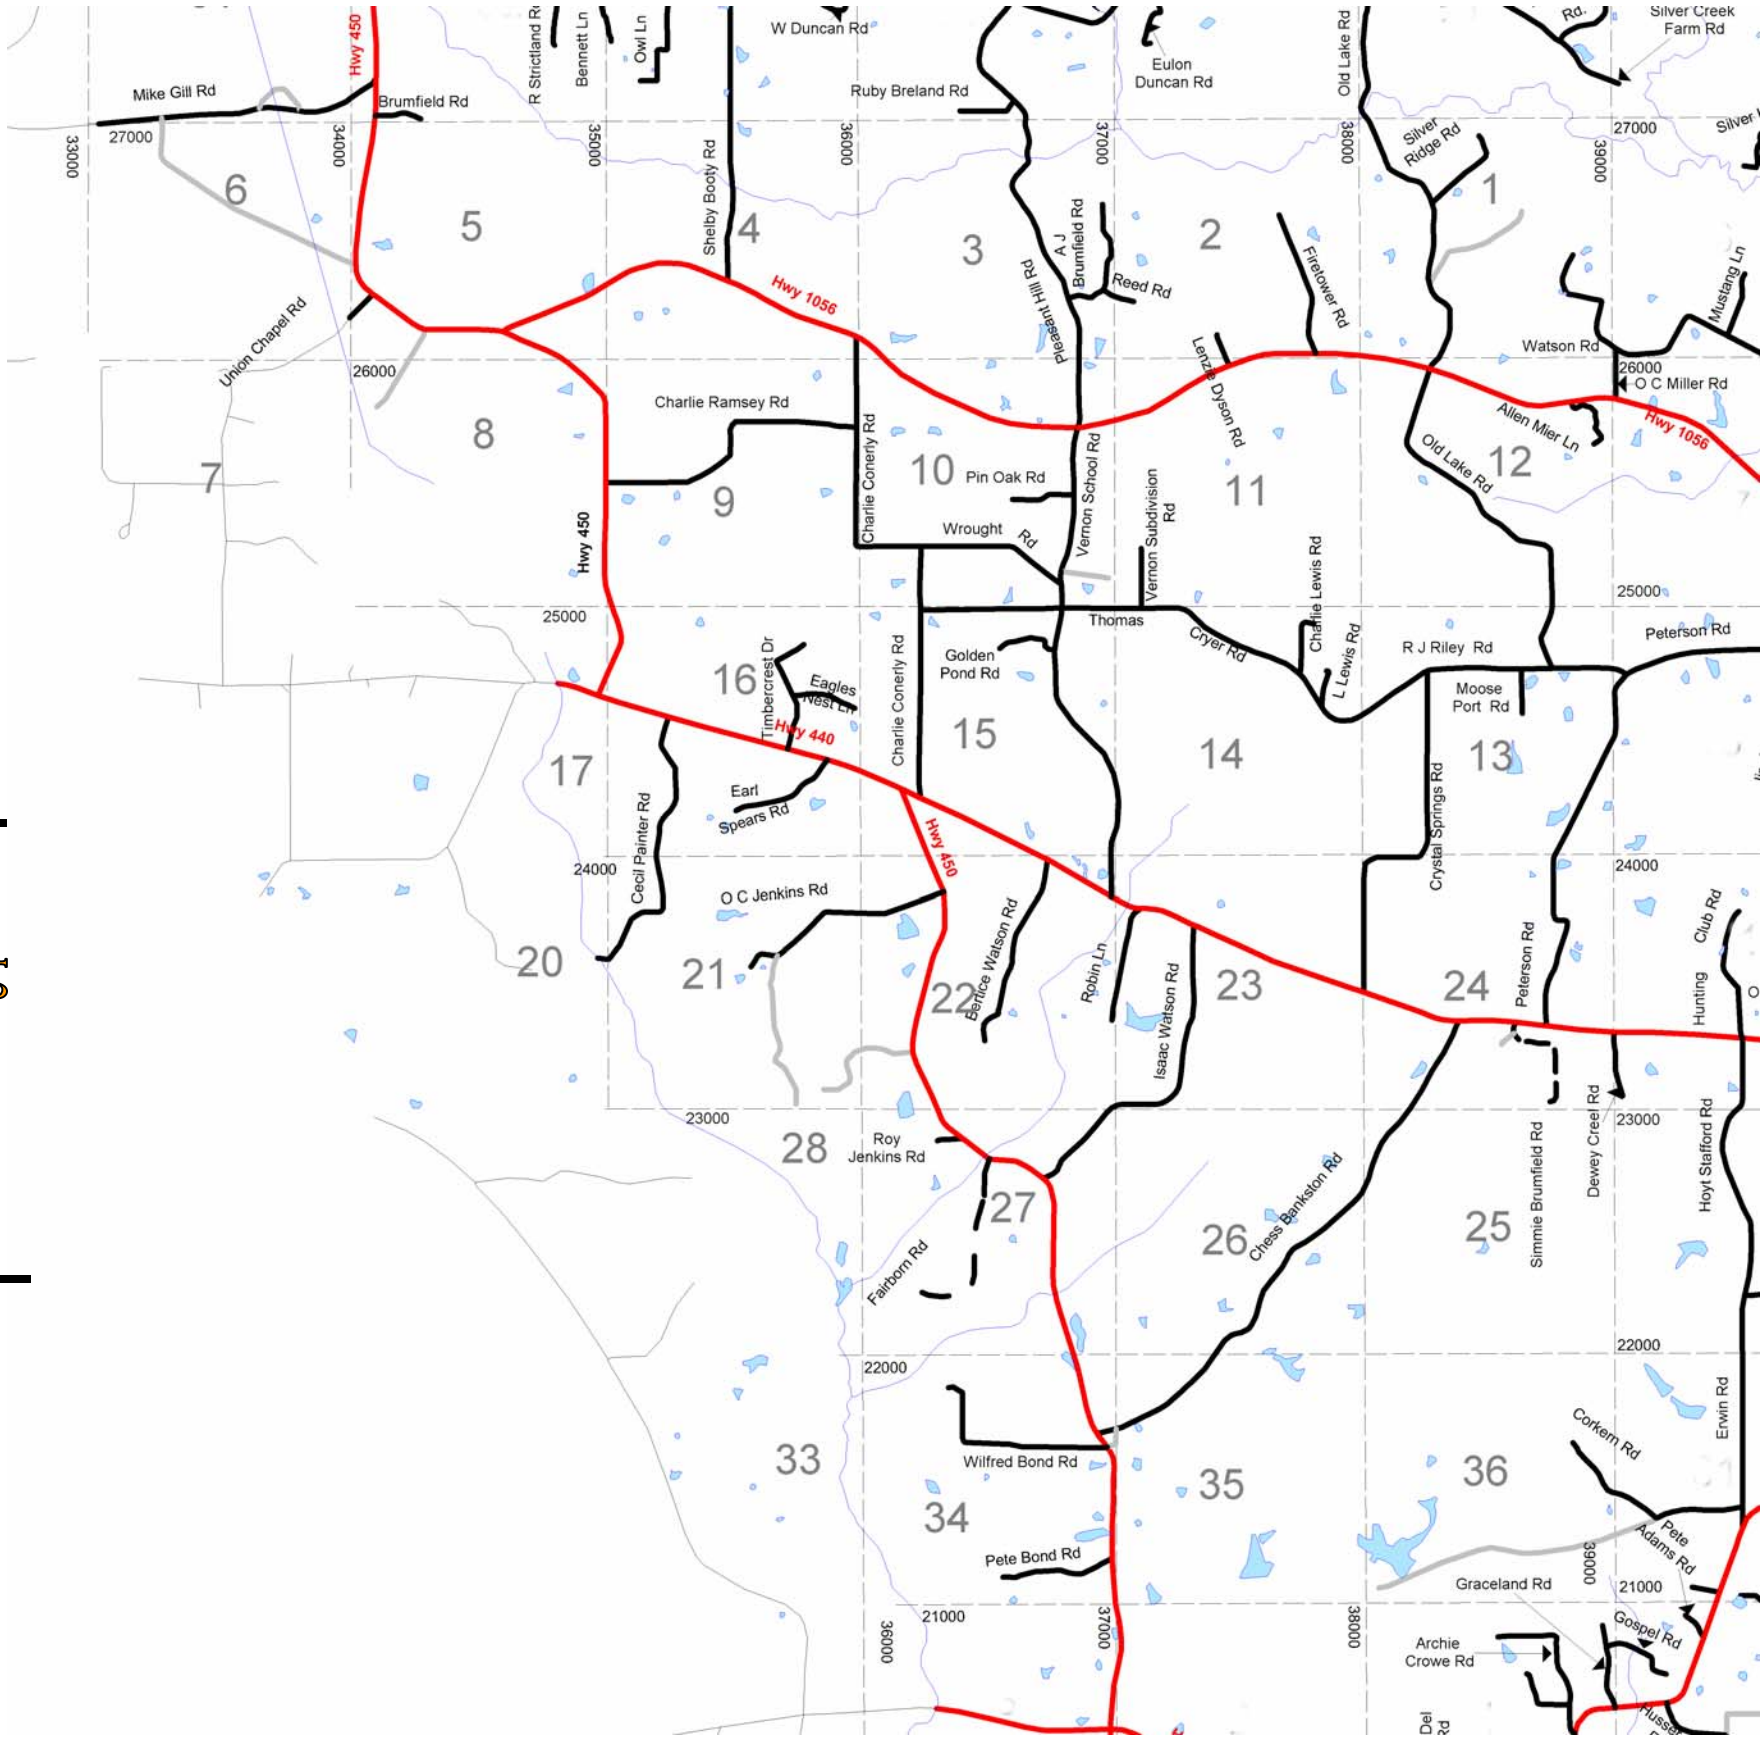 Hwy 450
R Strictland Rd
Bennett Ln
Owl Ln
W Duncan Rd
Eulon
Duncan Rd
Old Lake Rd
Rd.
Silver Creek
Farm Rd
Mike Gill Rd
Brumfield Rd
Ruby Breland Rd
33000
27000
34000
35000
36000
37000
38000
Silver
Ridge Rd
39000
27000
Silver
6
5
Shelby Booty Rd
4
3
A J
Brumfield Rd
2
1
Pleasant Hill Rd
Reed Rd
Firetower Rd
Mustang Ln
Union Chapel Rd
Hwy 1056
26000
Lenzie Dyson Rd
Watson Rd
26000
O C Miller Rd
Charlie Ramsey Rd
Allen Mier Ln
Hwy 1056
8
7
9
Charlie Conerly Rd
10
Pin Oak Rd
Vernon School Rd
11
Old Lake Rd
12
Hwy 450
Wrought
Rd
Vernon Subdivision
Rd
25000
Thomas
Cryer Rd
Charlie Lewis Rd
L Lewis Rd
25000
R J Riley Rd
Peterson Rd
16
Timbercrest Dr
Eagles
Nest Ln
Charlie Conerly Rd
Golden
Pond Rd
Moose
Port Rd
Hwy 440
15
14
13
17
Cecil Painter Rd
Earl
Spears Rd
Hwy 450
Crystal Springs Rd
24000
O C Jenkins Rd
24000
Bertice Watson Rd
Robin Ln
Isaac Watson Rd
Peterson Rd
Club Rd
Hunting
O
20
21
22
23
24
23000
28
Roy
Jenkins Rd
23000
Simmie Brumfield Rd
Dewey Creel Rd
Hoyt Stafford Rd
27
Fairborn Rd
26
Chess Bankston Rd
25
22000
22000
Erwin Rd
Corkern Rd
Wilfred Bond Rd
33
34
35
36
Pete
Adams Rd
Pete Bond Rd
39000
Graceland Rd
21000
21000
36000
37000
38000
Archie
Crowe Rd
Gospel Rd
Del
Rd
Husser